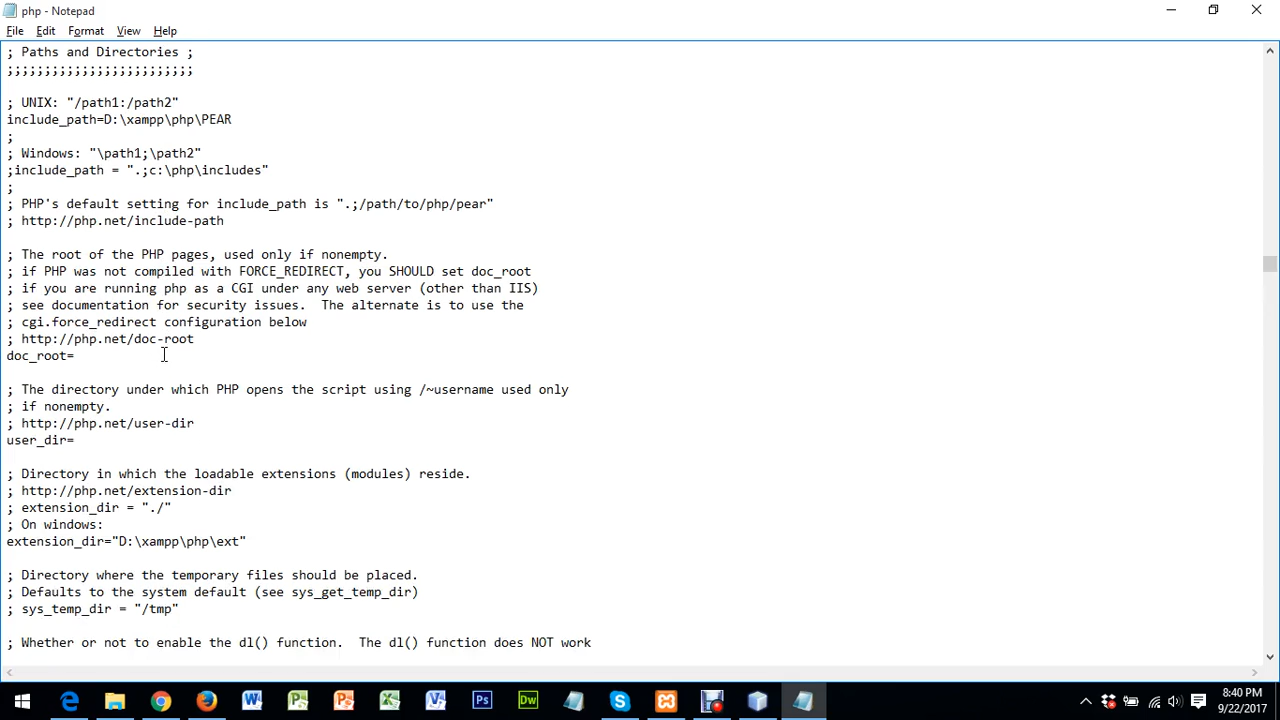 php - Notepad
File Edit Format View Help
; Paths and Directories ;
;;;;;;;;;;;;;;;;;;;;;;;;;
; UNIX: "/path1:/path2"
include_path=D:\xampp\php\PEAR
;
; Windows: "\path1;\path2"
;include_path = ".;c:\php\includes"
;
; PHP's default setting for include_path is ".;/path/to/php/pear"
; http://php.net/include-path
; The root of the PHP pages, used only if nonempty.
; if PHP was not compiled with FORCE_REDIRECT, you SHOULD set doc_root
; if you are running php as a CGI under any web server (other than IIS)
; see documentation for security issues.  The alternate is to use the
; cgi.force_redirect configuration below
; http://php.net/doc-root
doc_root=
; The directory under which PHP opens the script using /~username used only
; if nonempty.
; http://php.net/user-dir
user_dir=
; Directory in which the loadable extensions (modules) reside.
; http://php.net/extension-dir
; extension_dir = "./"
; On windows:
extension_dir="D:\xampp\php\ext"
; Directory where the temporary files should be placed.
; Defaults to the system default (see sys_get_temp_dir)
; sys_temp_dir = "/tmp"
; Whether or not to enable the dl() function.  The dl() function does NOT work
Ps
Dw
8:40 PM
9/22/2017